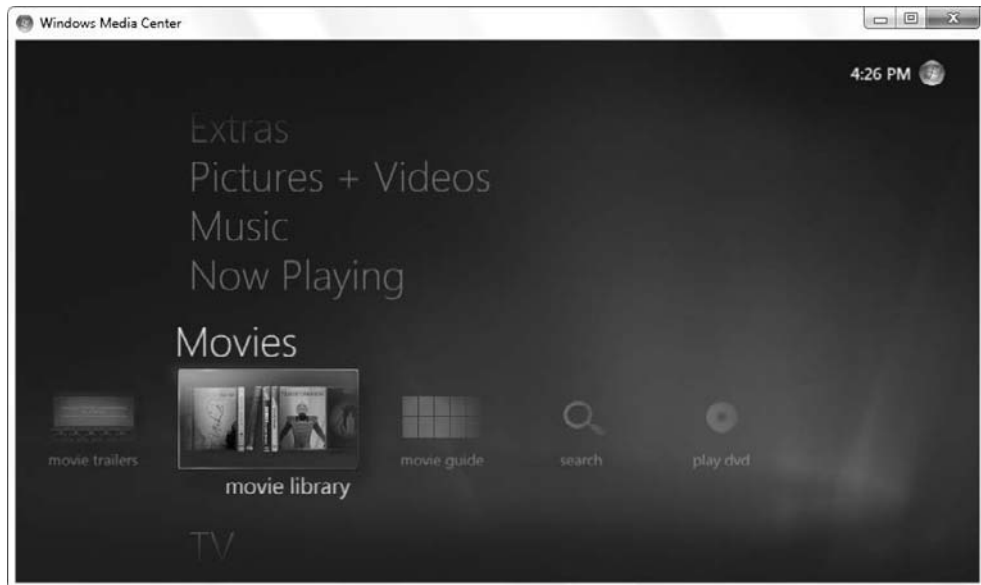 Windows Media Center
4:26 PM
Extras
Pictures + Videos
Music
Now Playing
Movies
movie trailers
movie library
movie guide
search
play dvd
TV